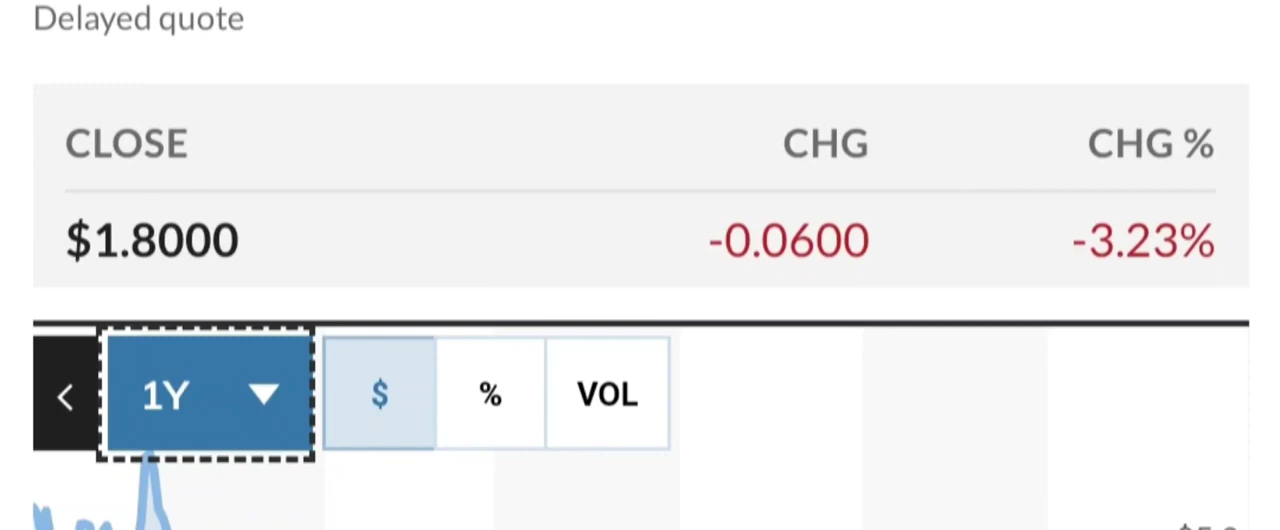 Delayed quote
CLOSE CHG CHG %
$1.8000 -0.0600 -3.23%
1Y $ % VOL